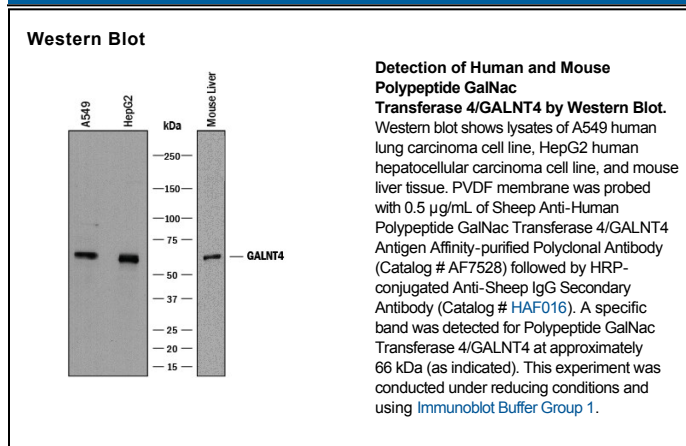 Western Blot
A549
HepG2
Mouse Liver
kDa
250
150
100
75
50
37
25
20
15
GALNT4
Detection of Human and Mouse
Polypeptide GalNac
Transferase 4/GALNT4 by Western Blot.
Western blot shows lysates of A549 human
lung carcinoma cell line, HepG2 human
hepatocellular carcinoma cell line, and mouse
liver tissue. PVDF membrane was probed
with 0.5 µg/mL of Sheep Anti-Human
Polypeptide GalNac Transferase 4/GALNT4
Antigen Affinity-purified Polyclonal Antibody
(Catalog # AF7528) followed by HRP-
conjugated Anti-Sheep IgG Secondary
Antibody (Catalog # HAF016). A specific
band was detected for Polypeptide GalNac
Transferase 4/GALNT4 at approximately
66 kDa (as indicated). This experiment was
conducted under reducing conditions and
using Immunoblot Buffer Group 1.